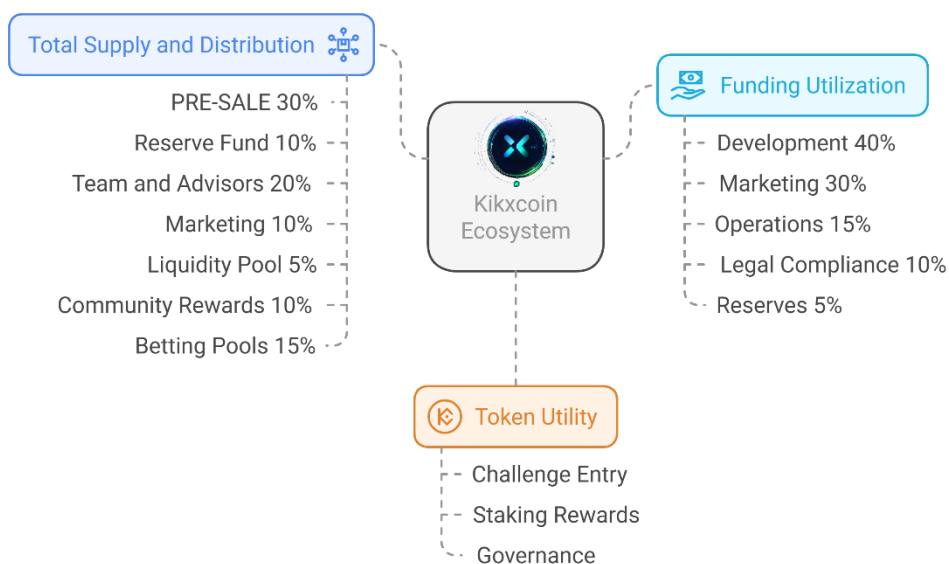 Total Supply and Distribution
PRE-SALE 30%
Reserve Fund 10%
Team and Advisors 20%
Marketing 10%
Liquidity Pool 5%
Community Rewards 10%
Betting Pools 15%
Kikxcoin
Ecosystem
Funding Utilization
Development 40%
Marketing 30%
Operations 15%
Legal Compliance 10%
Reserves 5%
Token Utility
Challenge Entry
Staking Rewards
Governance